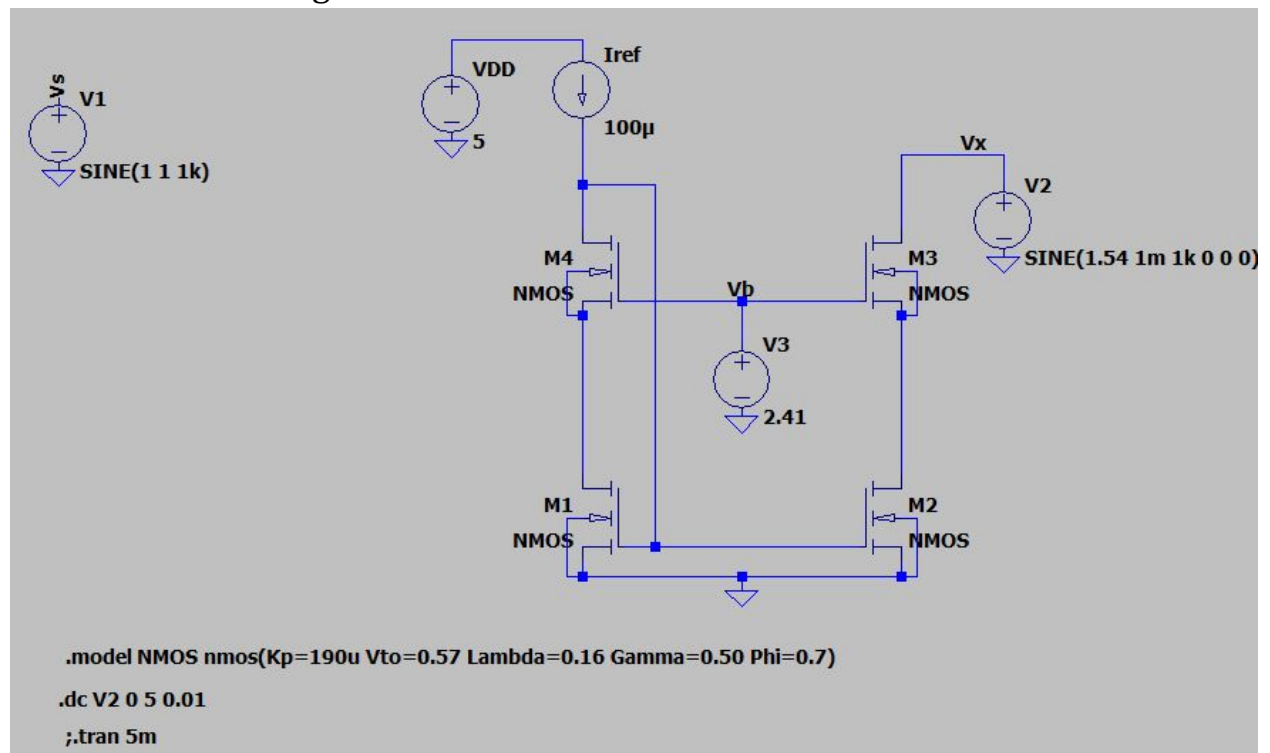 g
Vs
V1
SINE(1 1 1k)
VDD
5
Iref
100µ
Vx
V2
SINE(1.54 1m 1k 0 0 0)
M4
NMOS
M3
NMOS
Vb
V3
2.41
M1
NMOS
M2
NMOS
.model NMOS nmos(Kp=190u Vto=0.57 Lambda=0.16 Gamma=0.50 Phi=0.7)
.dc V2 0 5 0.01
;.tran 5m